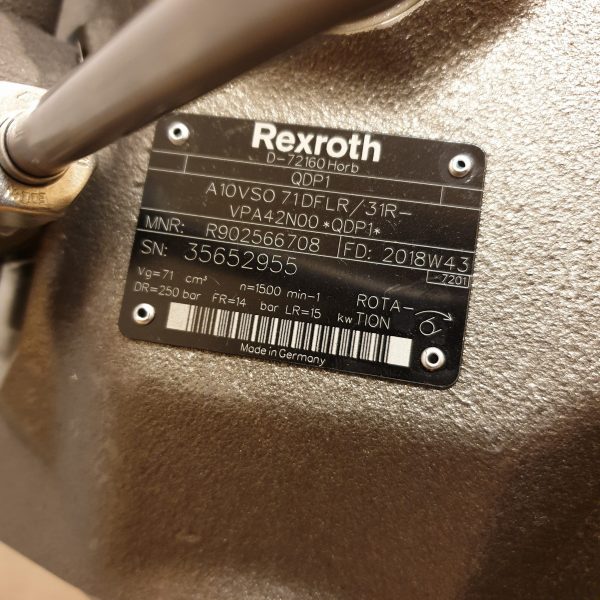 Rexroth
D-72160 Horb
QDP1
A10VSO 71DFLR/31R-
VPA42N00 *QDP1*
MNR: R902566708 FD: 2018W43
SN: 35652955 7201
Vg=71 cm³ n=1500 min-1 ROTA-
DR=250 bar FR=14 bar LR=15 kw TION
Made in Germany